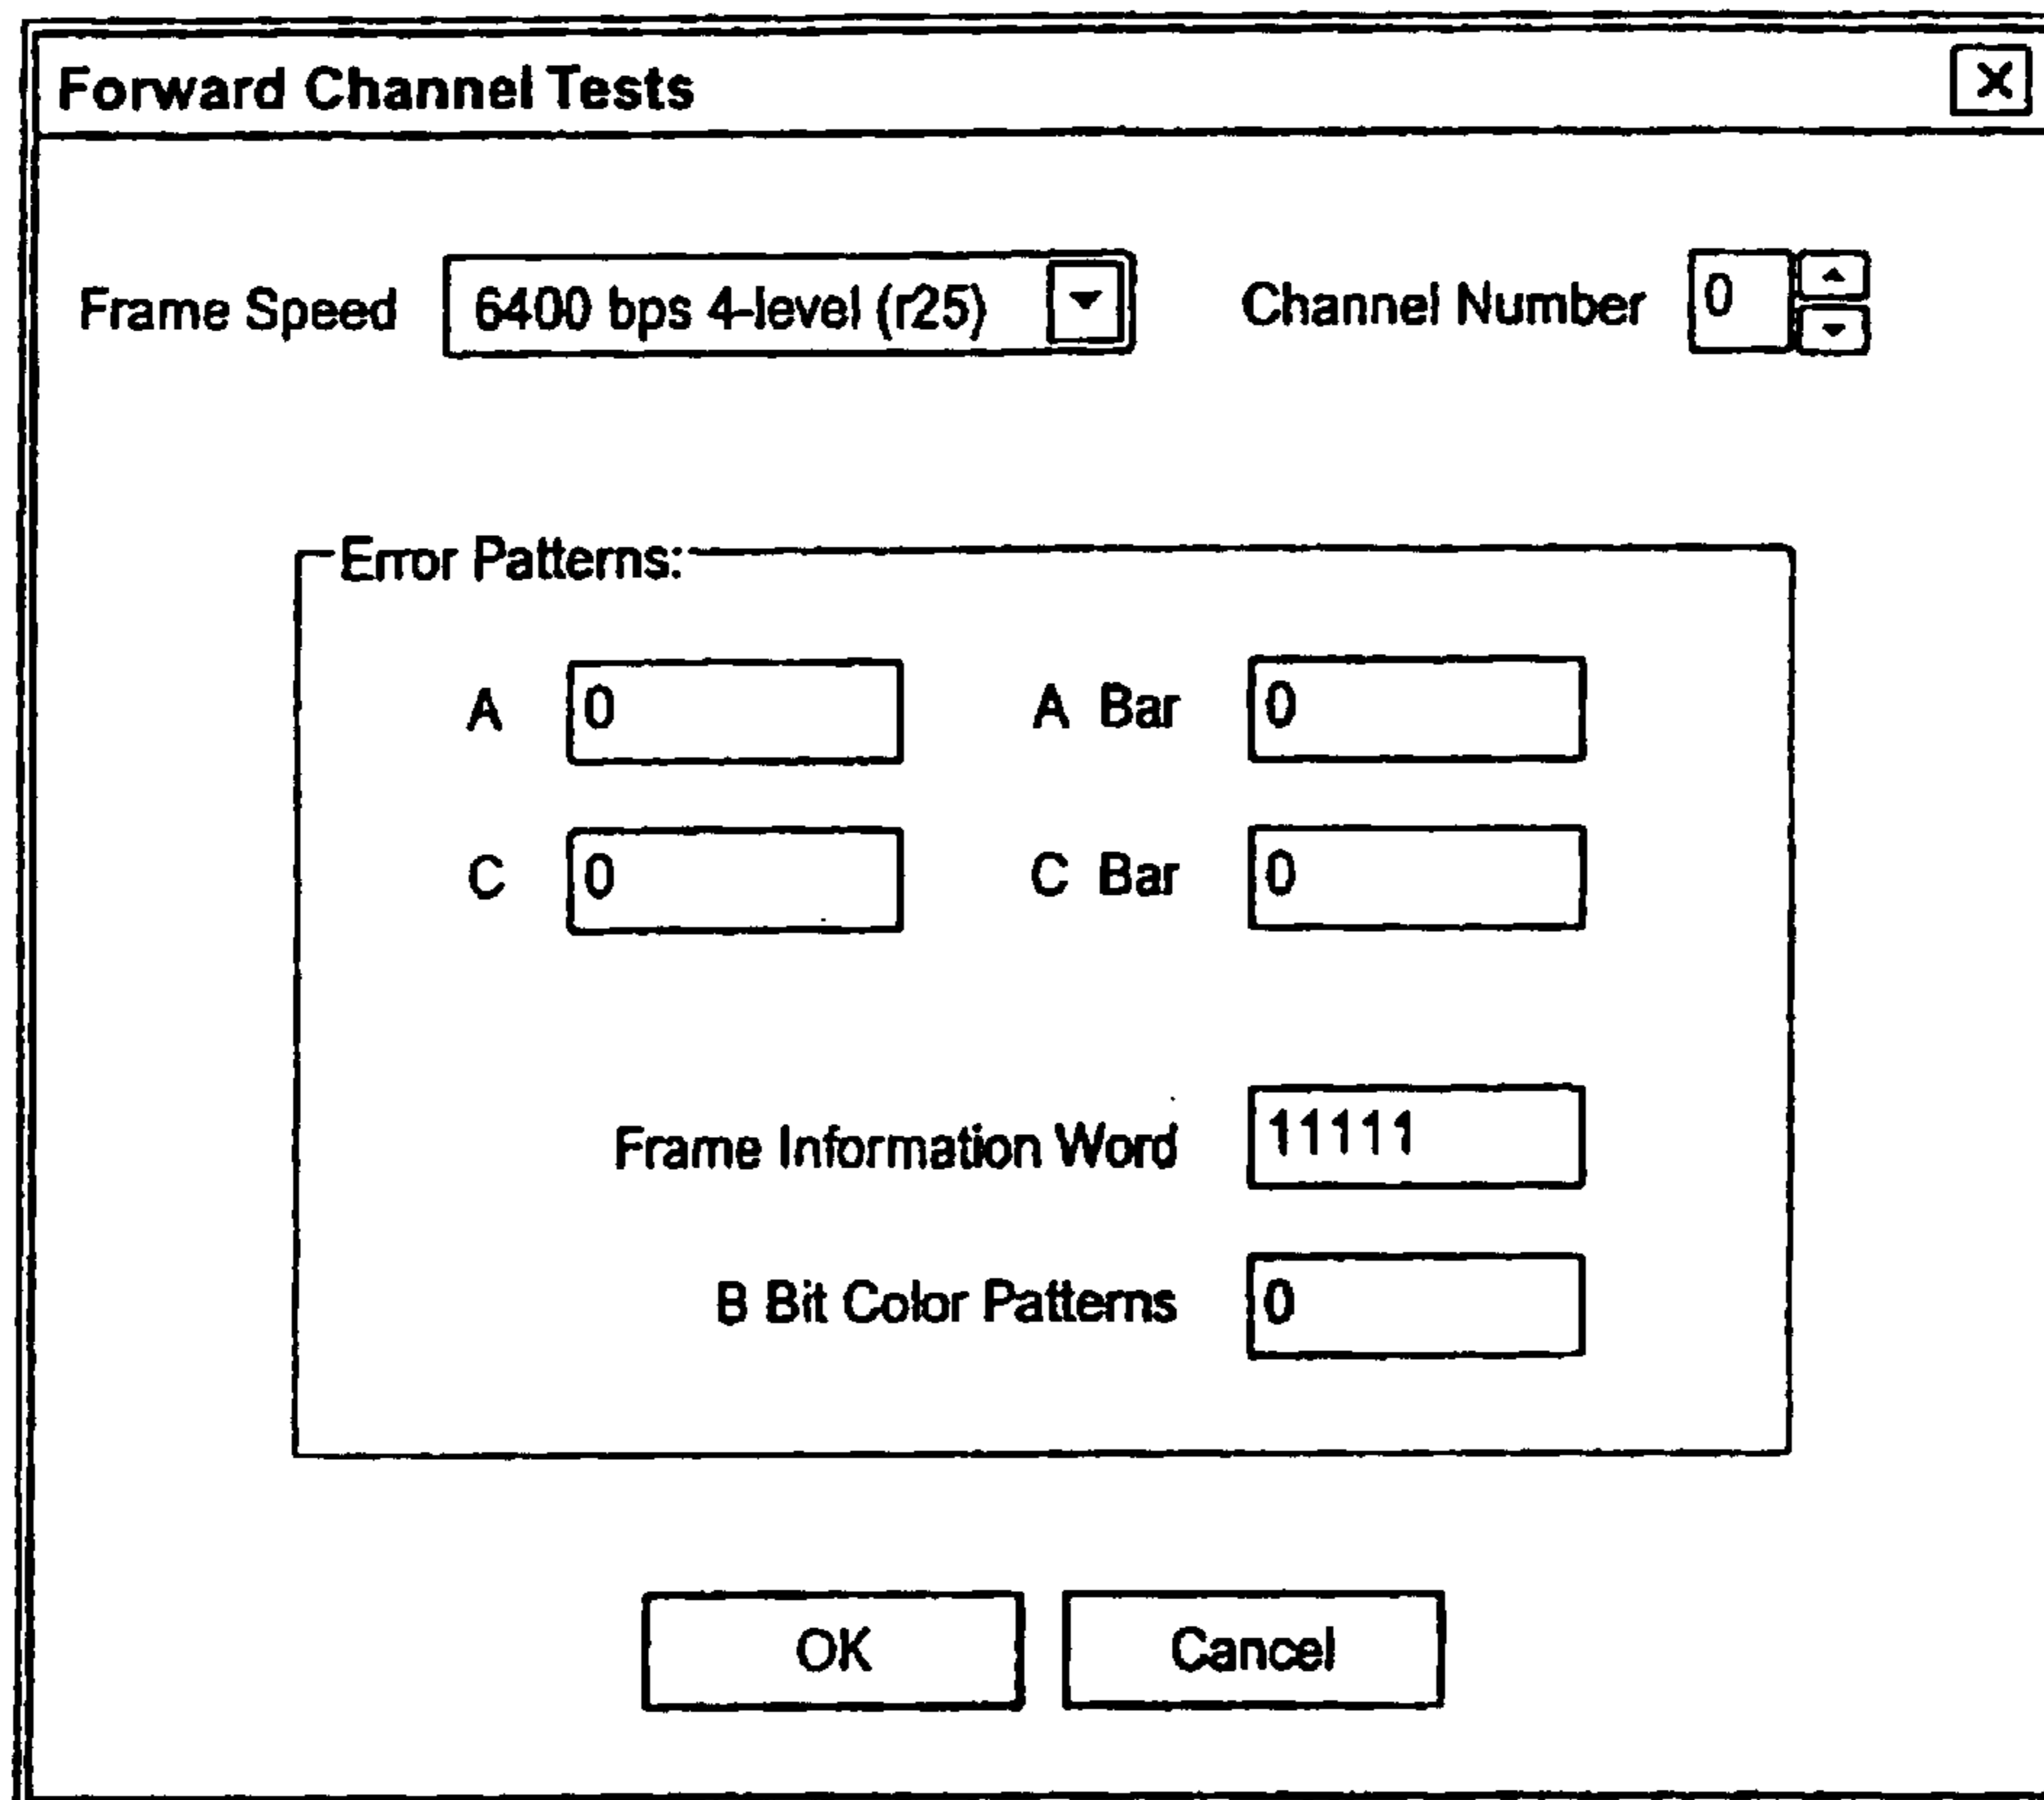 Forward Channel Tests X
Frame Speed 6400 bps 4-level (r25) Channel Number 0
Error Patterns:
A 0 A Bar 0
C 0 C Bar 0
Frame Information Word 11111
B Bit Color Patterns 0
OK Cancel